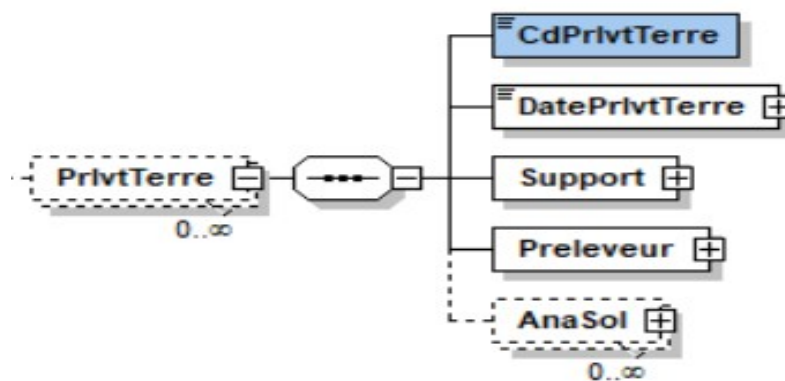 CdPrlvtTerre
DatePrlvtTerre
PrlvtTerre
0..∞
Support
Preleveur
AnaSol
0..∞